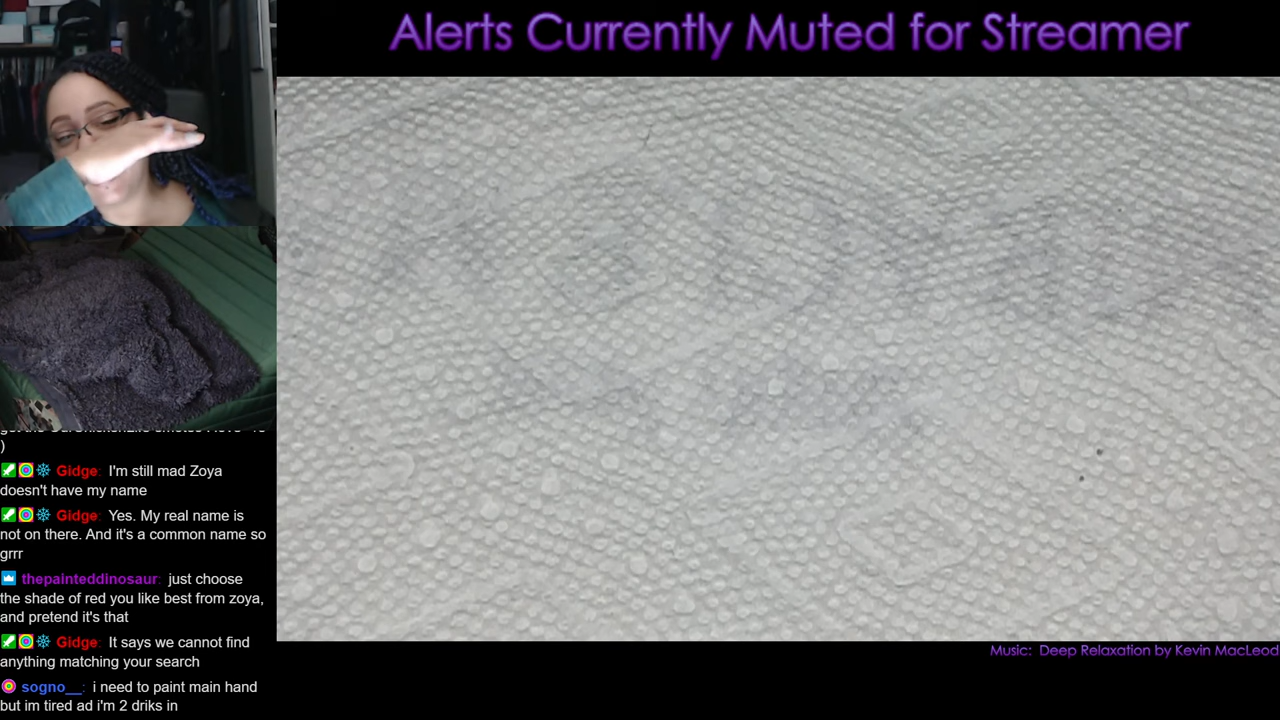 Alerts Currently Muted for Streamer
)
Gidge: I'm still mad Zoya
doesn't have my name
Gidge: Yes. My real name is
not on there. And it's a common name so
grrr
thepainteddinosaur: just choose
the shade of red you like best from zoya,
and pretend it's that
Gidge: It says we cannot find
anything matching your search
sogno__: i need to paint main hand
but im tired ad i'm 2 driks in
Music: Deep Relaxation by Kevin MacLeod